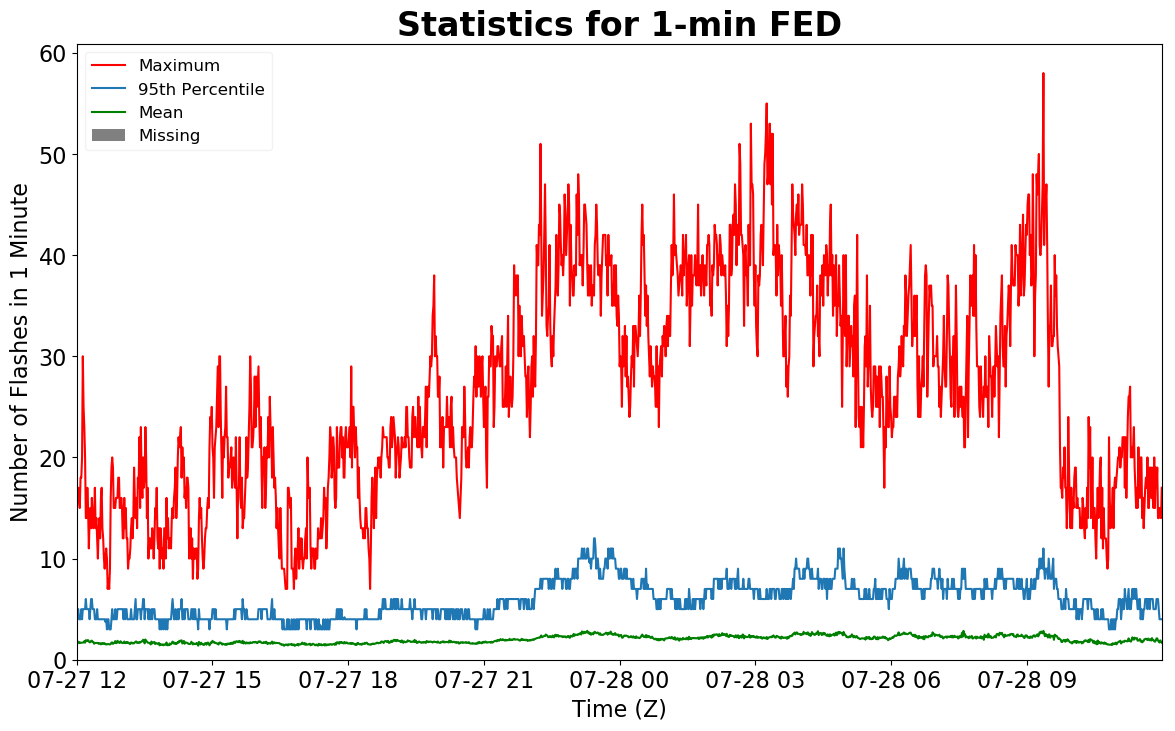 Statistics for 1-min FED
Maximum
95th Percentile
Mean
Missing
Number of Flashes in 1 Minute
60
50
40
30
20
10
0
07-27 12 07-27 15 07-27 18 07-27 21 07-28 00 07-28 03 07-28 06 07-28 09
Time (Z)